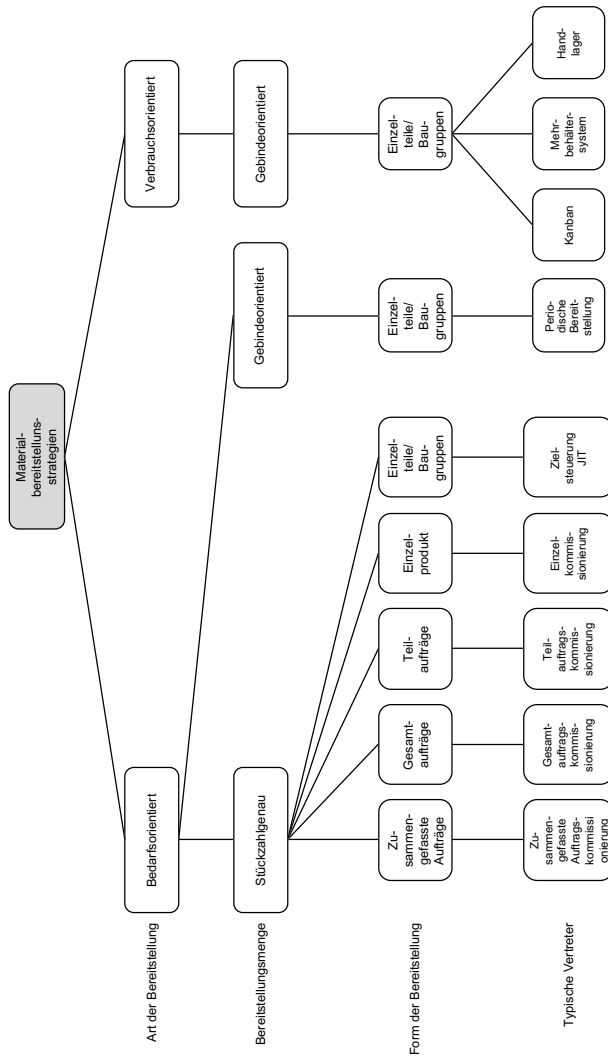 Material-
bereitstelluns-
strategien
Art der Bereitstellung
Bedarfsorientiert
Verbrauchsorientiert
Bereitstellungsmenge
Stückzahlgenau
Gebindeorientiert
Gebindeorientiert
Form der Bereitstellung
Zu-
sammen-
gefasste
Aufträge
Gesamt-
aufträge
Teil-
aufträge
Einzel-
produkt
Einzel-
teile/
Bau-
gruppen
Einzel-
teile/
Bau-
gruppen
Einzel-
teile/
Bau-
gruppen
Typische Vertreter
Zu-
sammen-
gefasste
Auftrags-
kommissi
onierung
Gesamt-
auftrags-
kommis-
sionierung
Teil-
auftrags-
kommis-
sionierung
Einzel-
kommis-
sionierung
Ziel-
steuerung
JIT
Perio-
dische
Bereit-
stellung
Kanban
Mehr-
behälter-
system
Hand-
lager